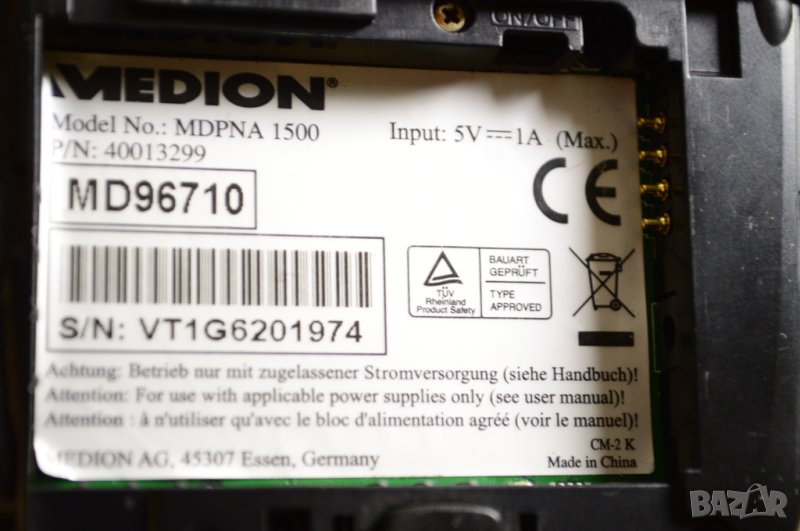 ON/OFF
MEDION®
Model No.: MDPNA 1500
Input: 5V⎓1A (Max.)
P/N: 40013299
MD96710
CE
S/N: VT1G6201974
TÜV
Rheinland
Product Safety
BAUART
GEPRÜFT
TYPE
APPROVED
Achtung: Betrieb nur mit zugelassener Stromversorgung (siehe Handbuch)!
Attention: For use with applicable power supplies only (see user manual)!
Attention : à n'utiliser qu'avec le bloc d'alimentation agréé (voir le manuel)!
CM-2 K
MEDION AG, 45307 Essen, Germany
Made in China
BAZAR